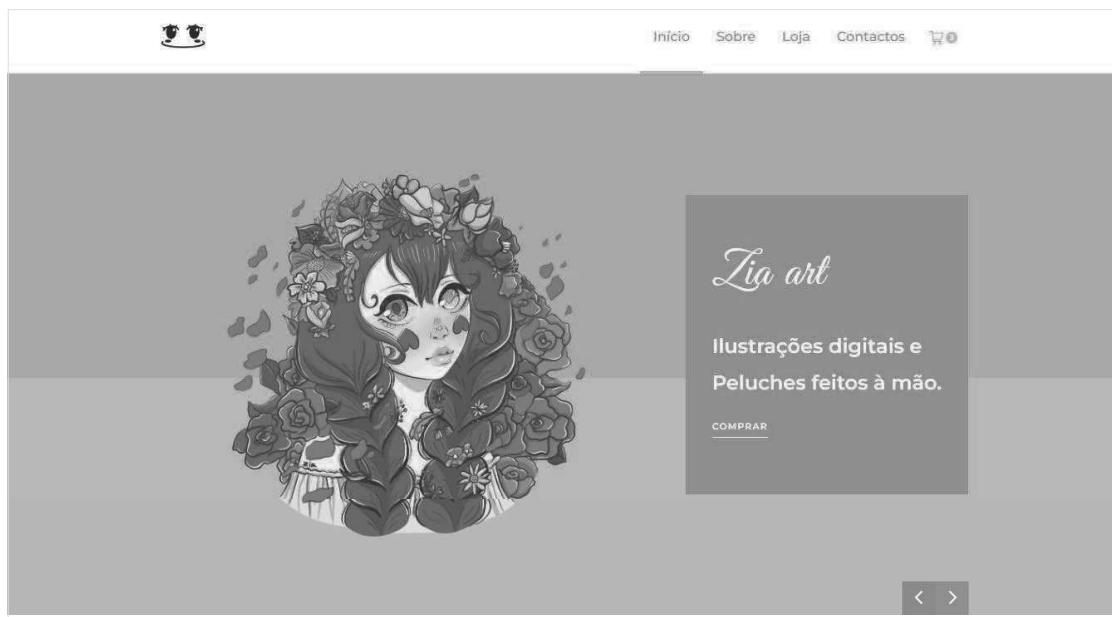 Início Sobre Loja Contactos
Zia art
Ilustrações digitais e
Peluches feitos à mão.
COMPRAR